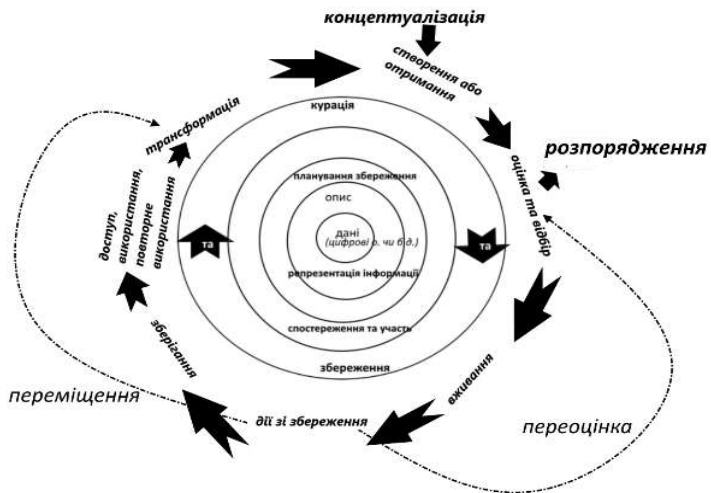 концептуалізація
створення або
отримання
трансформація
курація
розпорядження
оцінка та відбір
планування збереження
опис
дані
(цифрові о. чи б.д.)
та
та
доступ,
використання,
повторне
використання
репрезентація інформації
спостереження та участь
зберігання
збереження
вживання
переміщення
дії зі збереження
переоцінка